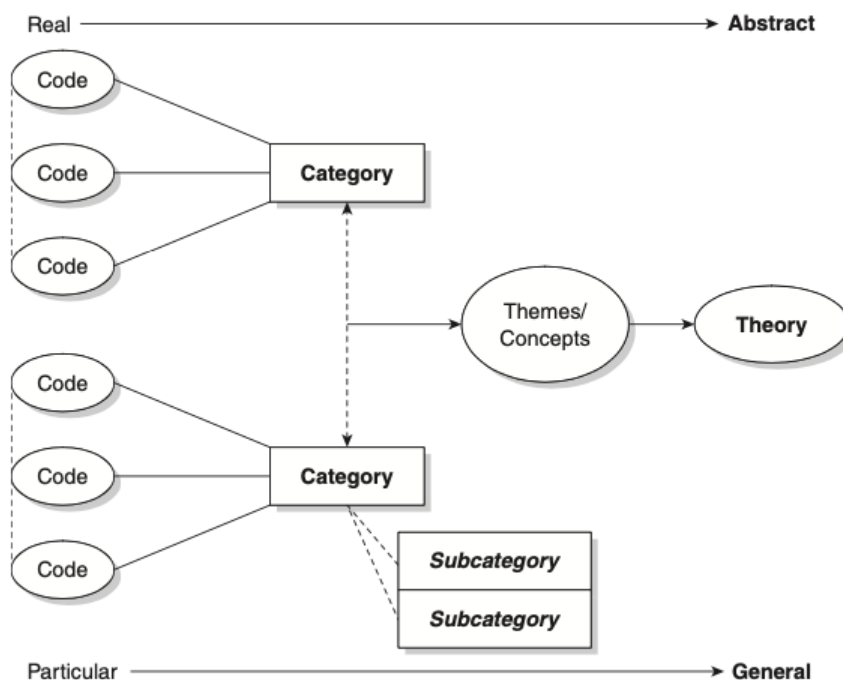 Real
Abstract
Code
Code
Category
Code
Themes/
Concepts
Theory
Code
Code
Category
Code
Subcategory
Subcategory
Particular
General